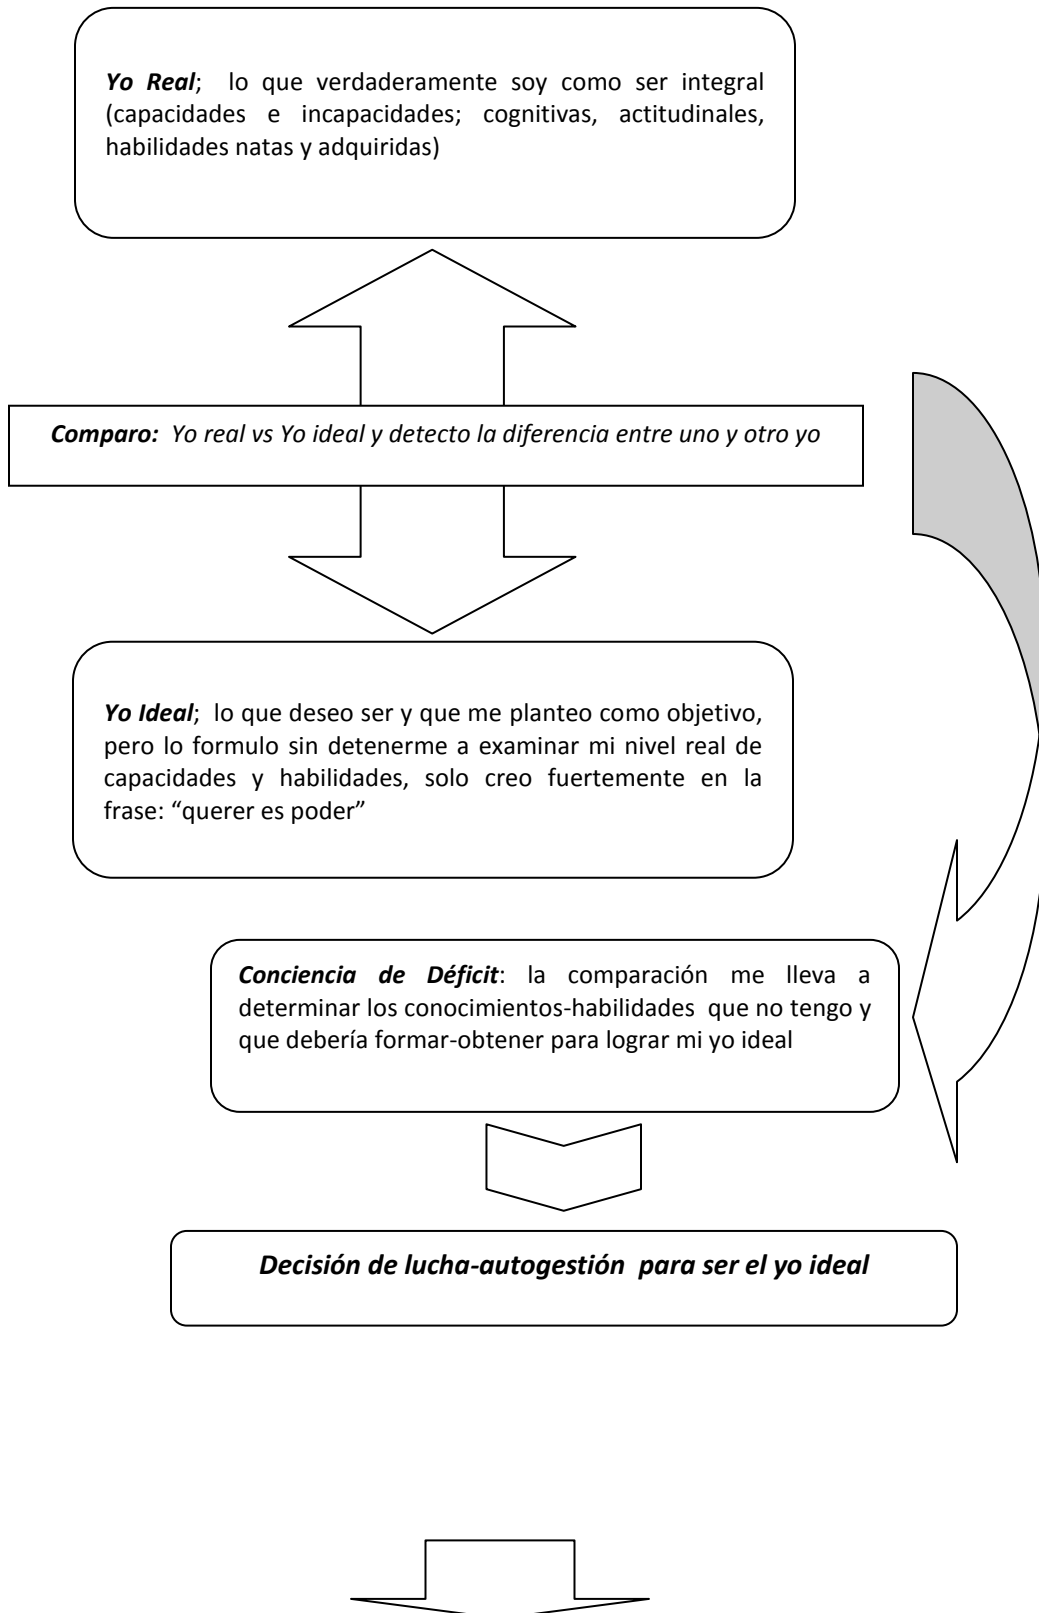 Yo Real; lo que verdaderamente soy como ser integral
(capacidades e incapacidades; cognitivas, actitudinales,
habilidades natas y adquiridas)
Comparo: Yo real vs Yo ideal y detecto la diferencia entre uno y otro yo
Yo Ideal; lo que deseo ser y que me planteo como objetivo,
pero lo formulo sin detenerme a examinar mi nivel real de
capacidades y habilidades, solo creo fuertemente en la
frase: “querer es poder”
Conciencia de Déficit: la comparación me lleva a
determinar los conocimientos-habilidades que no tengo y
que debería formar-obtener para lograr mi yo ideal
Decisión de lucha-autogestión para ser el yo ideal